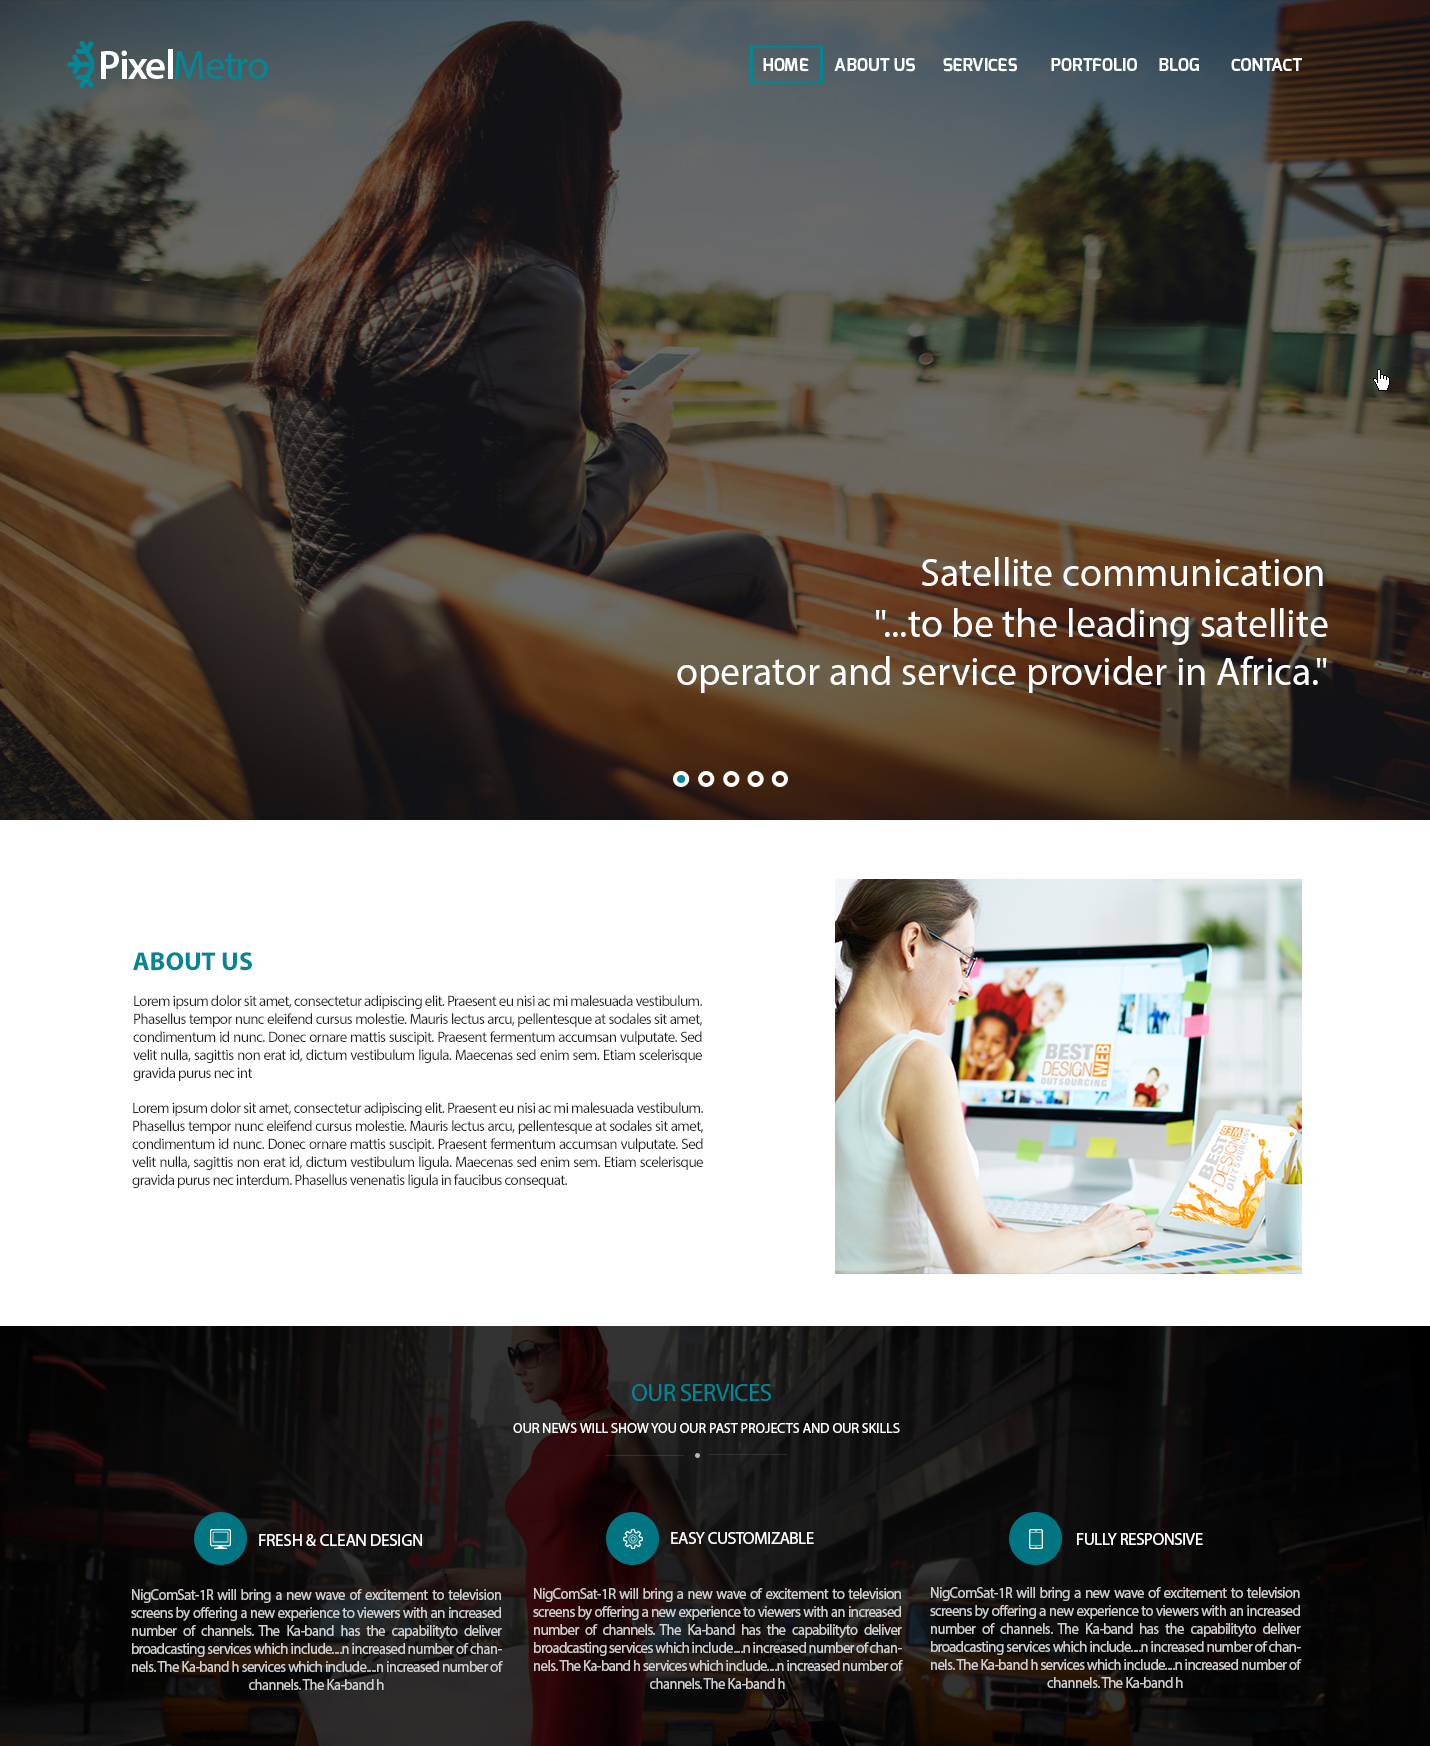 PixelMetro
HOME ABOUT US SERVICES PORTFOLIO BLOG CONTACT
Satellite communication
"...to be the leading satellite
operator and service provider in Africa."
ABOUT US
Lorem ipsum dolor sit amet, consectetur adipiscing elit. Praesent eu nisi ac mi malesuada vestibulum.
Phasellus tempor nunc eleifend cursus molestie. Mauris lectus arcu, pellentesque at sodales sit amet,
condimentum id nunc. Donec ornare mattis suscipit. Praesent fermentum accumsan vulputate. Sed
velit nulla, sagittis non erat id, dictum vestibulum ligula. Maecenas sed enim sem. Etiam scelerisque
gravida purus nec int
Lorem ipsum dolor sit amet, consectetur adipiscing elit. Praesent eu nisi ac mi malesuada vestibulum.
Phasellus tempor nunc eleifend cursus molestie. Mauris lectus arcu, pellentesque at sodales sit amet,
condimentum id nunc. Donec ornare mattis suscipit. Praesent fermentum accumsan vulputate. Sed
velit nulla, sagittis non erat id, dictum vestibulum ligula. Maecenas sed enim sem. Etiam scelerisque
gravida purus nec interdum. Phasellus venenatis ligula in faucibus consequat.
BEST
DESIGN WEB
OUTSOURCING
BEST
DESIGN WEB
OUTSOURCING
OUR SERVICES
OUR NEWS WILL SHOW YOU OUR PAST PROJECTS AND OUR SKILLS
FRESH & CLEAN DESIGN
NigComSat-1R will bring a new wave of excitement to television
screens by offering a new experience to viewers with an increased
number of channels. The Ka-band has the capabilityto deliver
broadcasting services which include....n increased number of chan-
nels. The Ka-band h services which include....n increased number of
channels. The Ka-band h
EASY CUSTOMIZABLE
NigComSat-1R will bring a new wave of excitement to television
screens by offering a new experience to viewers with an increased
number of channels. The Ka-band has the capabilityto deliver
broadcasting services which include....n increased number of chan-
nels. The Ka-band h services which include....n increased number of
channels. The Ka-band h
FULLY RESPONSIVE
NigComSat-1R will bring a new wave of excitement to television
screens by offering a new experience to viewers with an increased
number of channels. The Ka-band has the capabilityto deliver
broadcasting services which include....n increased number of chan-
nels. The Ka-band h services which include....n increased number of
channels. The Ka-band h